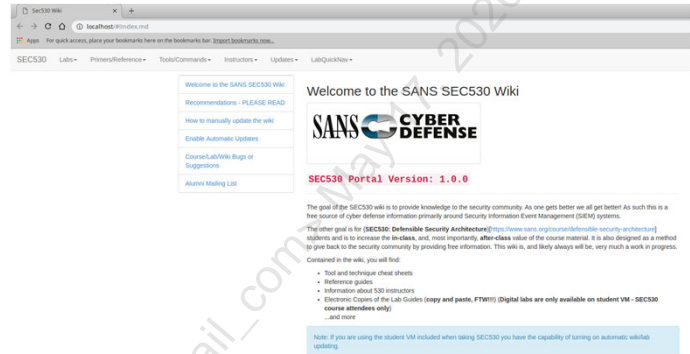 Sec530 Wiki
localhost/#!index.md
Apps For quick access, place your bookmarks here on the bookmarks bar. Import bookmarks now...
SEC530 Labs Primers/Reference Tools/Commands Instructors Updates LabQuickNav
Welcome to the SANS SEC530 Wiki
Recommendations - PLEASE READ
How to manually update the wiki
Enable Automatic Updates
Course/Lab/Wiki Bugs or
Suggestions
Alumni Mailing List
Welcome to the SANS SEC530 Wiki
SANS CYBER
DEFENSE
SEC530 Portal Version: 1.0.0
The goal of the SEC530 wiki is to provide knowledge to the security community. As one gets better we all get better! As such this is a
free source of cyber defense information primarily around Security Information Event Management (SIEM) systems.
The other goal is for (SEC530: Defensible Security Architecture)[https://www.sans.org/course/defensible-security-architecture]
students and is to increase the in-class, and, most importantly, after-class value of the course material. It is also designed as a method
to give back to the security community by providing free information. This wiki is, and likely always will be, very much a work in progress.
Contained in the wiki, you will find:
Tool and technique cheat sheets
Reference guides
Information about 530 instructors
Electronic Copies of the Lab Guides (copy and paste, FTW!!!) (Digital labs are only available on student VM - SEC530
course attendees only)
...and more
Note: If you are using the student VM included when taking SEC530 you have the capability of turning on automatic wiki/lab
updating.
ail_com> May 17, 2020